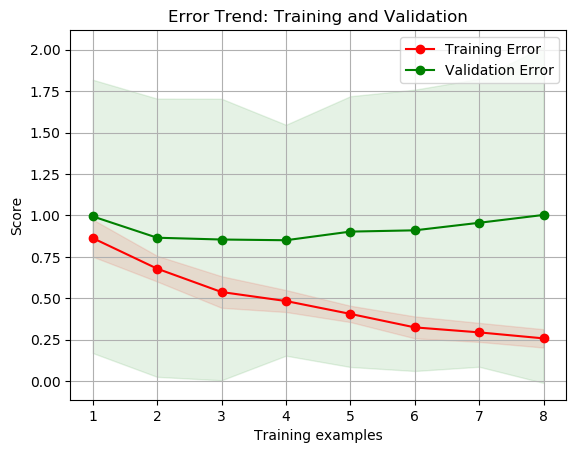 Error Trend: Training and Validation
Training Error
Validation Error
2.00
1.75
1.50
1.25
1.00
0.75
0.50
0.25
0.00
Score
1 2 3 4 5 6 7 8
Training examples